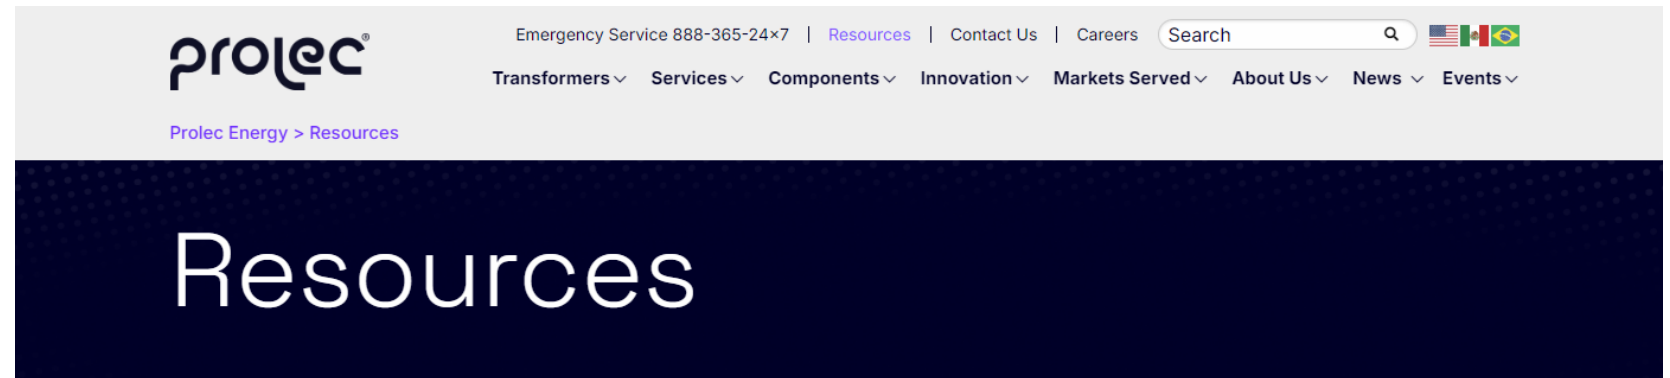 prolec®
Emergency Service 888-365-24×7 | Resources | Contact Us | Careers Search
Transformers Services Components Innovation Markets Served About Us News Events
Prolec Energy > Resources
Resources